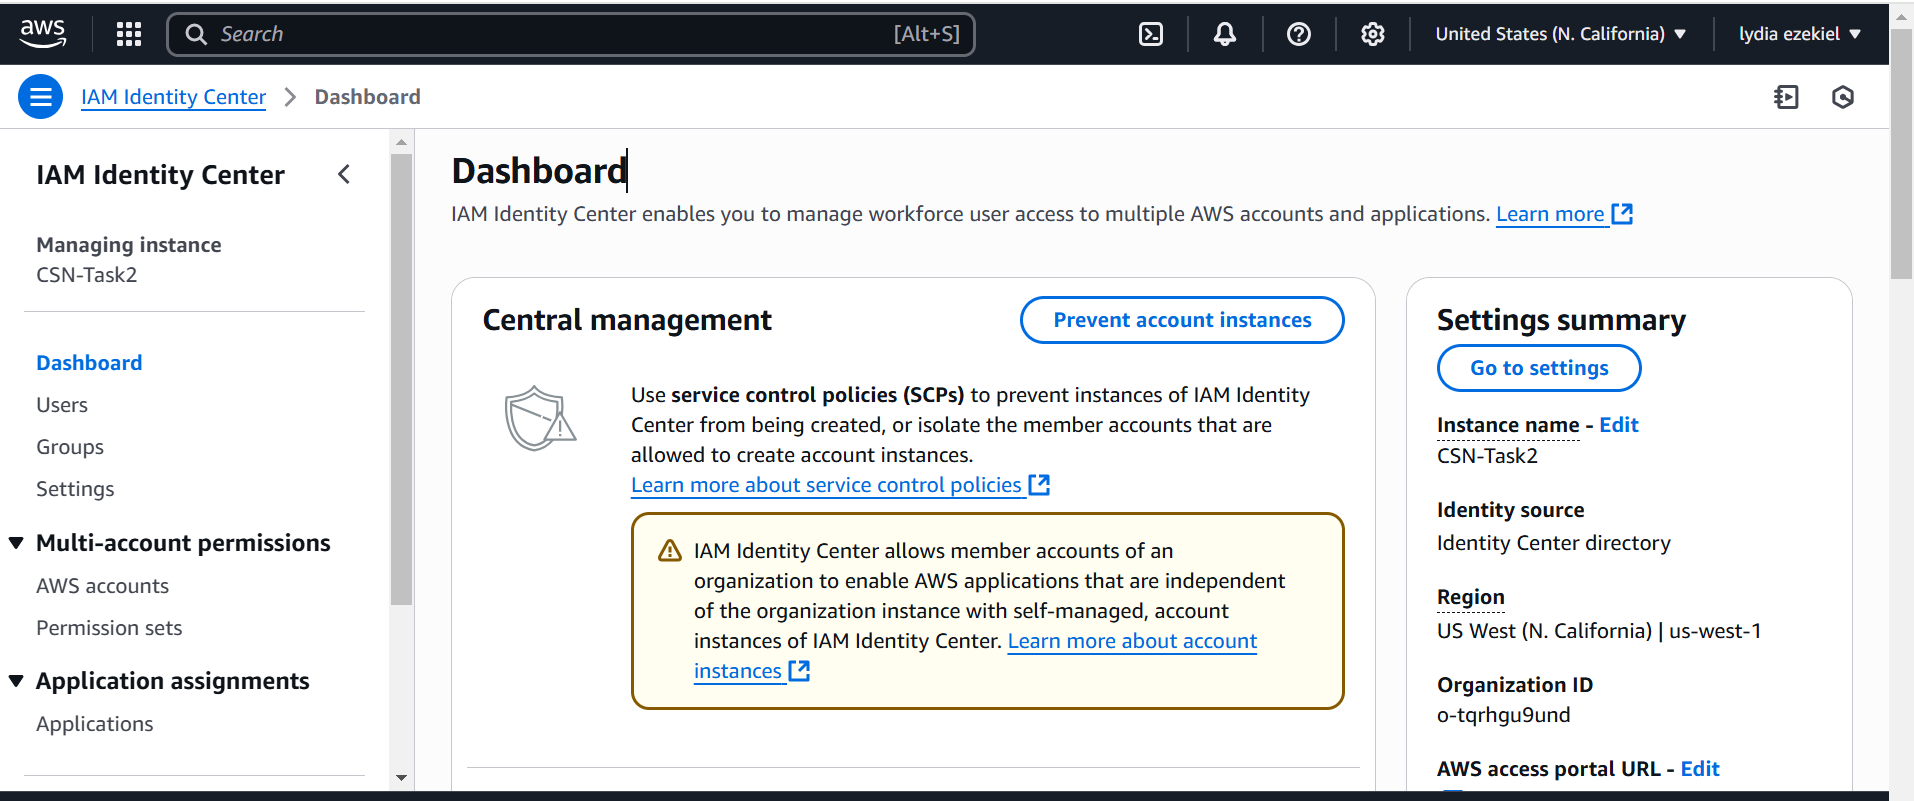 aws
Search [Alt+S]
United States (N. California) lydia ezekiel
IAM Identity Center > Dashboard
IAM Identity Center
Managing instance
CSN-Task2
Dashboard
Users
Groups
Settings
Multi-account permissions
AWS accounts
Permission sets
Application assignments
Applications
Dashboard
IAM Identity Center enables you to manage workforce user access to multiple AWS accounts and applications. Learn more
Central management
Prevent account instances
Use service control policies (SCPs) to prevent instances of IAM Identity
Center from being created, or isolate the member accounts that are
allowed to create account instances.
Learn more about service control policies
IAM Identity Center allows member accounts of an
organization to enable AWS applications that are independent
of the organization instance with self-managed, account
instances of IAM Identity Center. Learn more about account
instances
Settings summary
Go to settings
Instance name - Edit
CSN-Task2
Identity source
Identity Center directory
Region
US West (N. California) | us-west-1
Organization ID
o-tqrhgu9und
AWS access portal URL - Edit